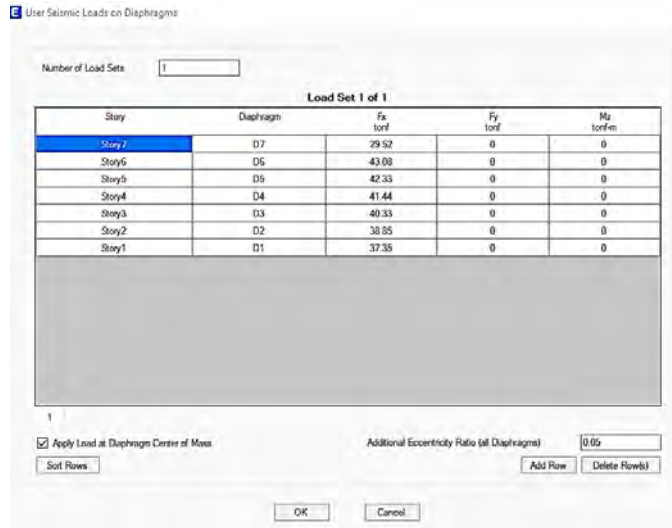 E User Seismic Loads on Diaphragms
Number of Load Sets 1
Load Set 1 of 1
Story Diaphragm Fx tonf Fy tonf Mz tonf-m
Story7 D7 29.52 0 0
Story6 D6 43.08 0 0
Story5 D5 42.33 0 0
Story4 D4 41.44 0 0
Story3 D3 40.33 0 0
Story2 D2 38.85 0 0
Story1 D1 37.35 0 0
1
Apply Load at Diaphragm Center of Mass Additional Eccentricity Ratio (all Diaphragms) 0.05
Sort Rows Add Row Delete Row(s)
OK Cancel